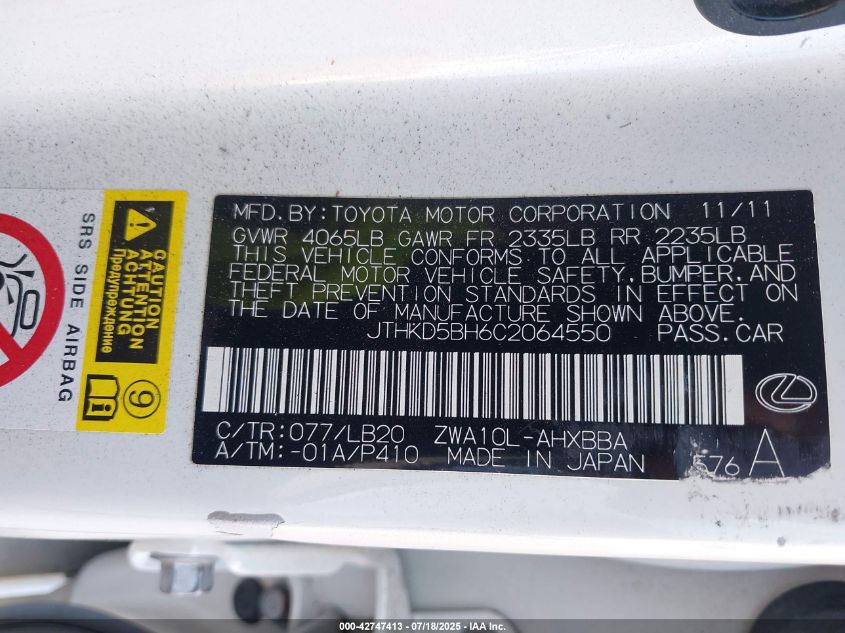 MFD. BY: TOYOTA MOTOR CORPORATION 11/11
GVWR 4065LB GAWR FR 2335LB RR 2235LB
THIS VEHICLE CONFORMS TO ALL APPLICABLE
FEDERAL MOTOR VEHICLE SAFETY, BUMPER, AND
THEFT PREVENTION STANDARDS IN EFFECT ON
THE DATE OF MANUFACTURE SHOWN ABOVE.
JTHKD5BH6C2064550 PASS.CAR
C/TR: 077/LB20 ZWA10L-AHXBBA
A/TM: -01A/P410 MADE IN JAPAN 576 A
SRS SIDE AIRBAG
CAUTION
ATTENTION
ACHTUNG
Предупреждение
9
000-42747413 - 07/18/2025 - IAA Inc.